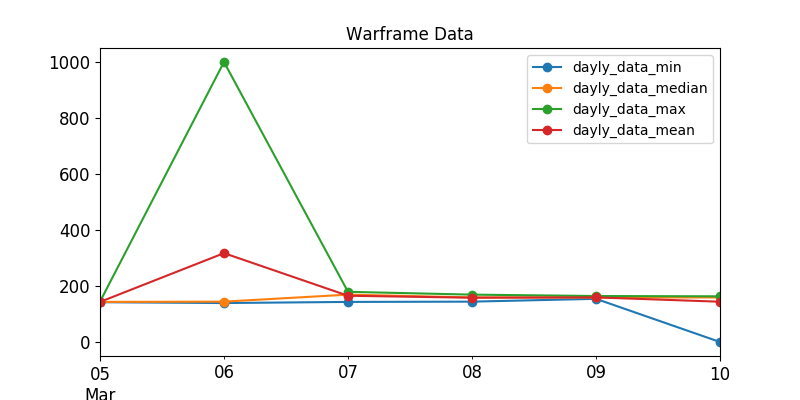 Warframe Data
dayly_data_min
dayly_data_median
dayly_data_max
dayly_data_mean
1000
800
600
400
200
0
05 06 07 08 09 10
Mar